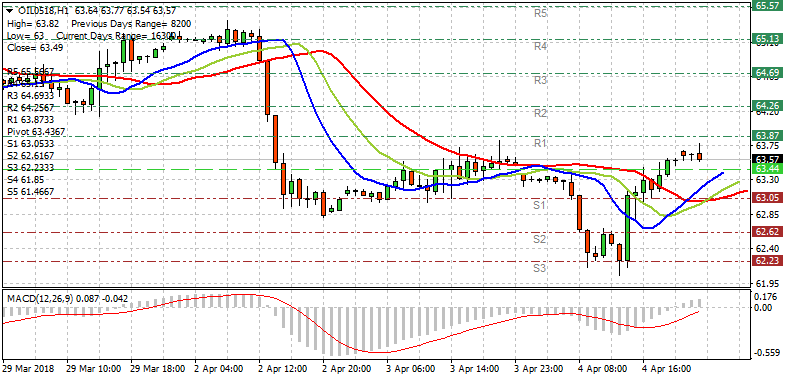 OIL0518,H1 63.64 63.77 63.54 63.57
High= 63.82 Previous Days Range= 8200
Low= 63 Current Days Range= 16300
Close= 63.49
R5 65.5667
R3 64.6933
R2 64.2567
R1 63.8733
Pivot 63.4367
S1 63.0533
S2 62.6167
S3 62.2333
S4 61.85
S5 61.4667
R5
R4
R3
R2
R1
S1
S2
S3
65.57
65.13
64.69
64.26
64.20
63.87
63.75
63.57
63.44
63.30
63.05
62.85
62.62
62.40
62.23
61.95
MACD(12,26,9) 0.087 -0.042
0.176
0.00
-0.559
29 Mar 2018
29 Mar 10:00
29 Mar 18:00
2 Apr 04:00
2 Apr 12:00
2 Apr 20:00
3 Apr 06:00
3 Apr 14:00
3 Apr 23:00
4 Apr 08:00
4 Apr 16:00